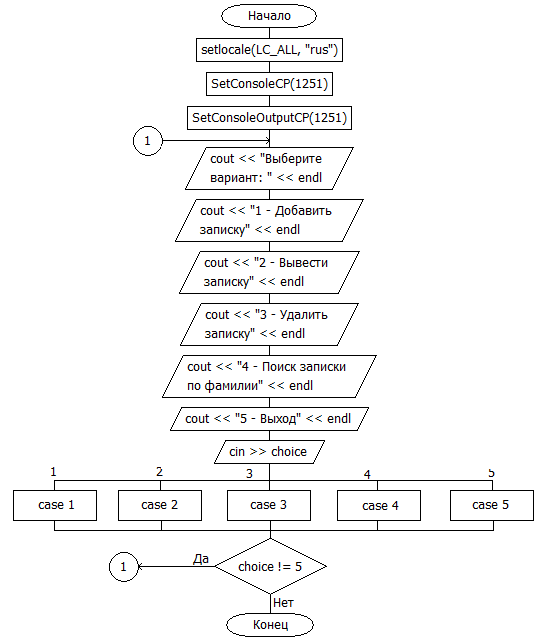 Начало
setlocale(LC_ALL, "rus")
SetConsoleCP(1251)
SetConsoleOutputCP(1251)
1
cout << "Выберите
вариант: " << endl
cout << "1 - Добавить
записку" << endl
cout << "2 - Вывести
записку" << endl
cout << "3 - Удалить
записку" << endl
cout << "4 - Поиск записки
по фамилии" << endl
cout << "5 - Выход" << endl
cin >> choice
1
2
3
4
5
case 1
case 2
case 3
case 4
case 5
Да
1
choice != 5
Нет
Конец